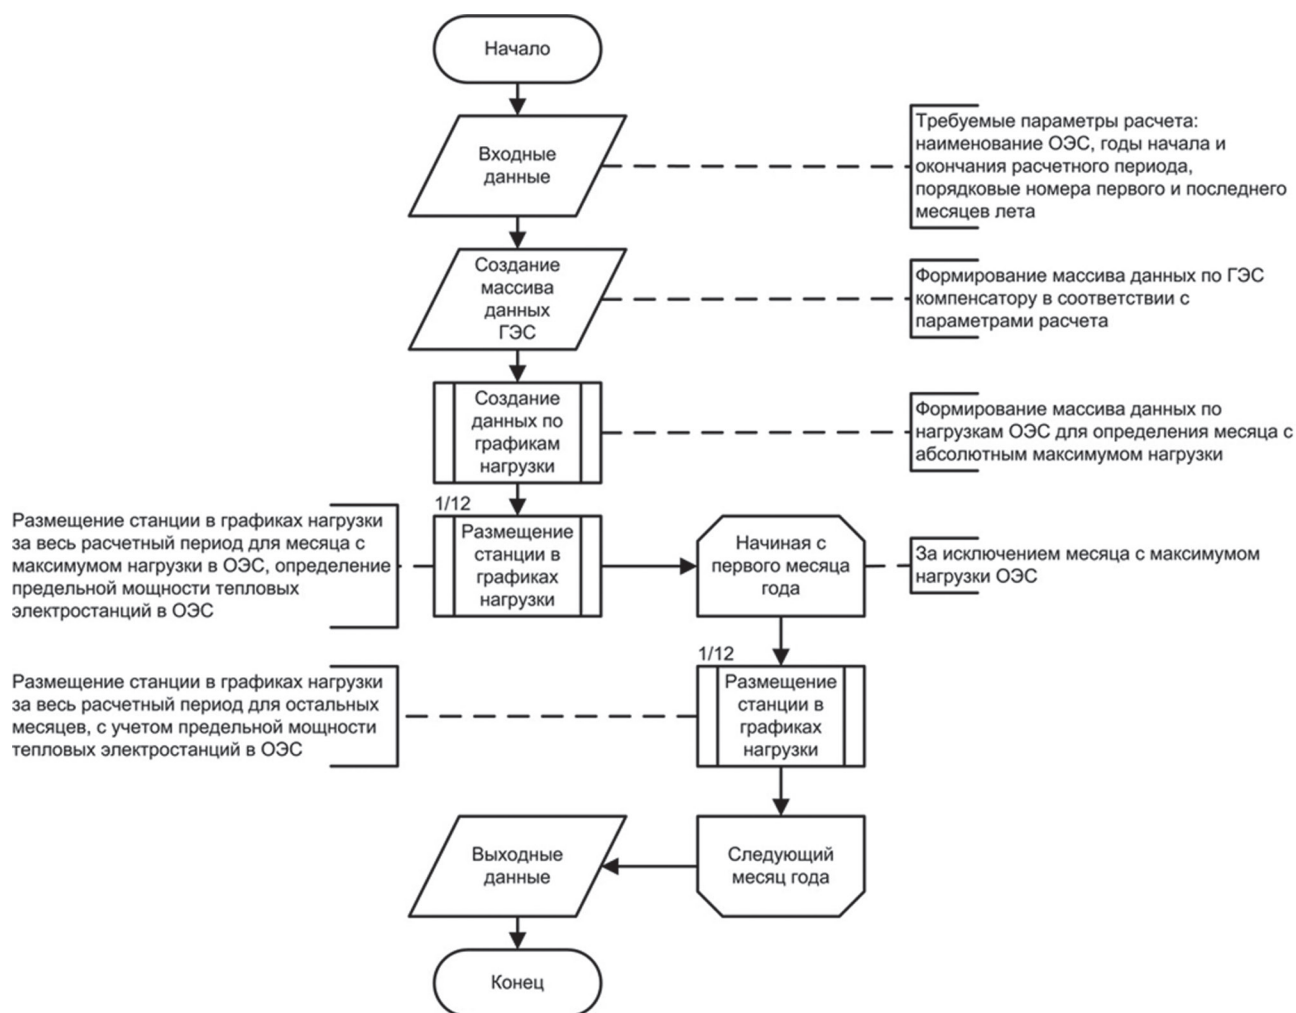 Начало
Входные
данные
Требуемые параметры расчета:
наименование ОЭС, годы начала и
окончания расчетного периода,
порядковые номера первого и последнего
месяцев лета
Создание
массива
данных
ГЭС
Формирование массива данных по ГЭС
компенсатору в соответствии с
параметрами расчета
Создание
данных по
графикам
нагрузки
Формирование массива данных по
нагрузкам ОЭС для определения месяца с
абсолютным максимумом нагрузки
Размещение станции в графиках нагрузки
за весь расчетный период для месяца с
максимумом нагрузки в ОЭС, определение
предельной мощности тепловых
электростанций в ОЭС
1/12
Размещение
станции в
графиках
нагрузки
Начиная с
первого месяца
года
За исключением месяца с максимумом
нагрузки ОЭС
Размещение станции в графиках нагрузки
за весь расчетный период для остальных
месяцев, с учетом предельной мощности
тепловых электростанций в ОЭС
1/12
Размещение
станции в
графиках
нагрузки
Выходные
данные
Следующий
месяц года
Конец